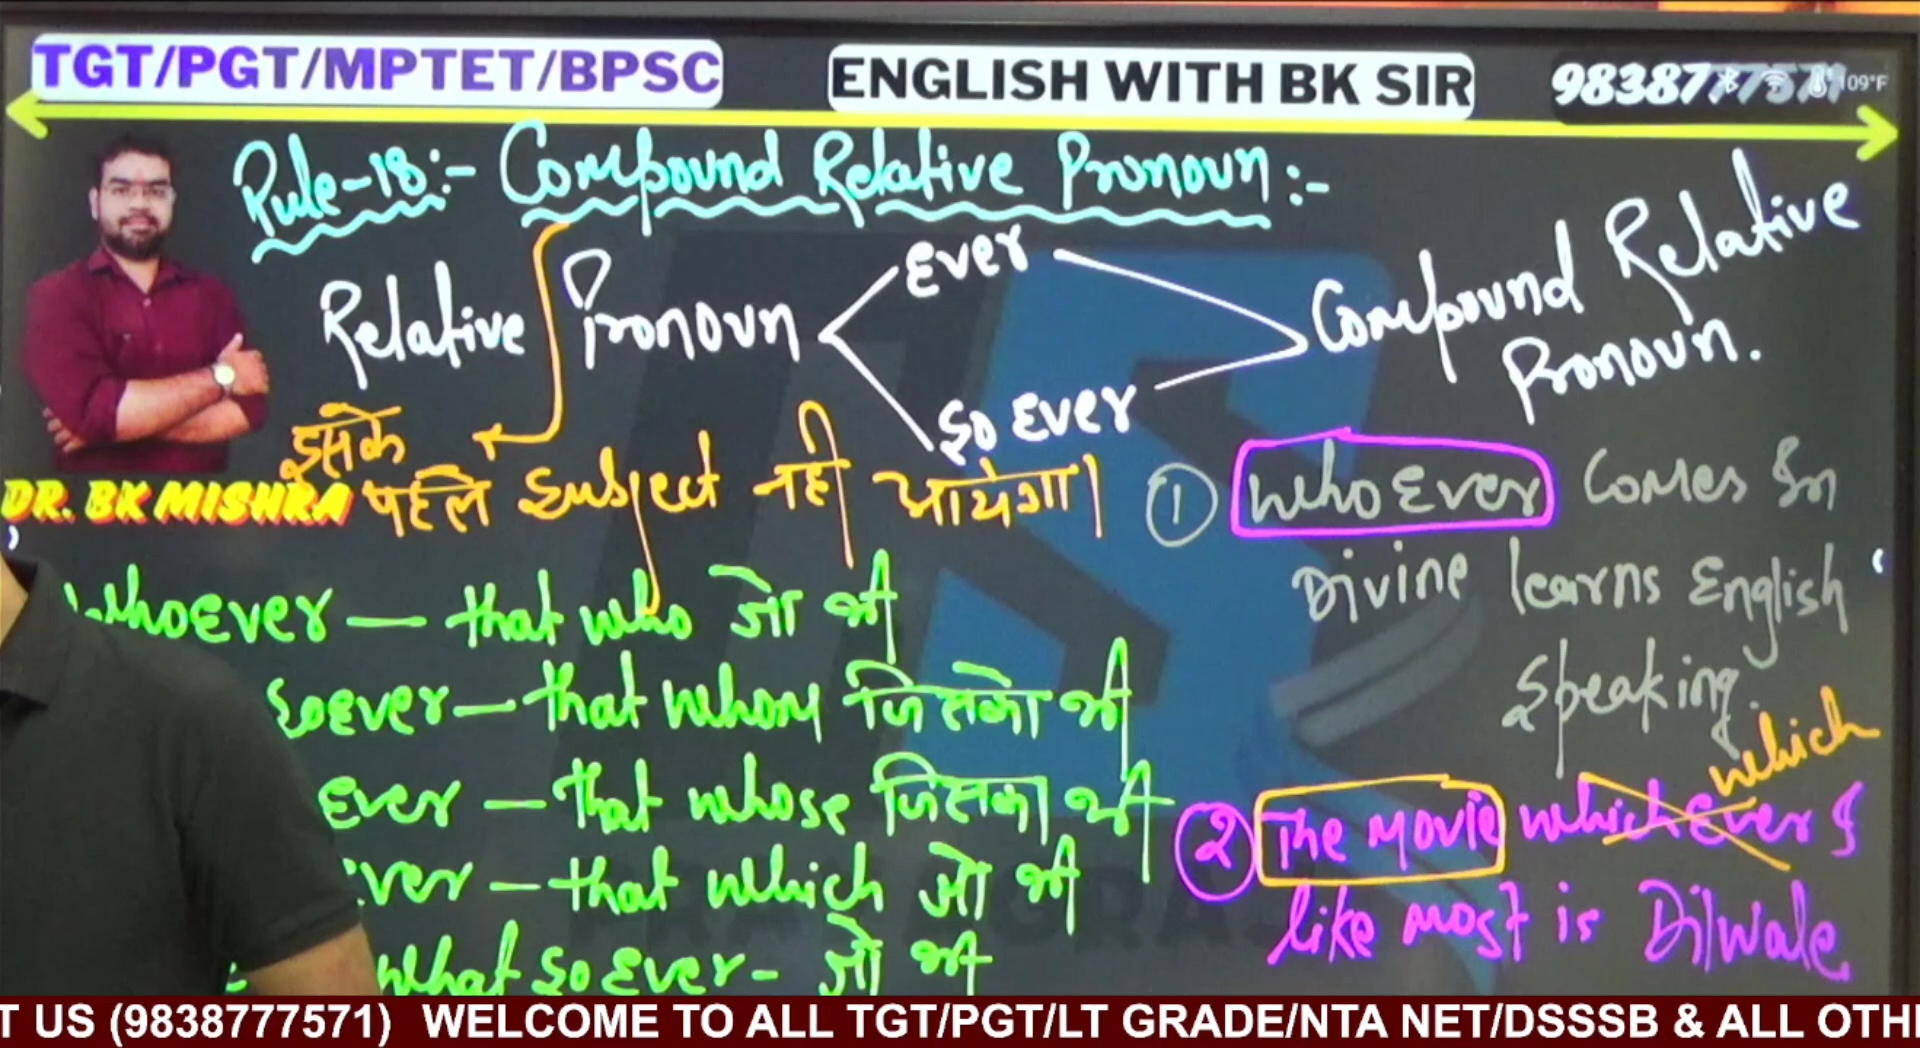 TGT/PGT/MPTET/BPSC
ENGLISH WITH BK SIR
9838777571
109°F
Rule-18:- Compound Relative Pronoun :-
Relative Pronoun
Ever
So Ever
Compound Relative
Pronoun.
इसके
पहले Subject नही आयेगा।
DR. BK MISHRA
WhoEver — that who जो भी
SoEver — that whom जिसको भी
Ever — that whose जिसका भी
ver — that which जो भी
What So Ever - जो भी
① WhoEver Comes In
Divine learns English
Speaking.
which
② The Movie WhichEver I
like most is Dilwale
T US (9838777571) WELCOME TO ALL TGT/PGT/LT GRADE/NTA NET/DSSSB & ALL OTH